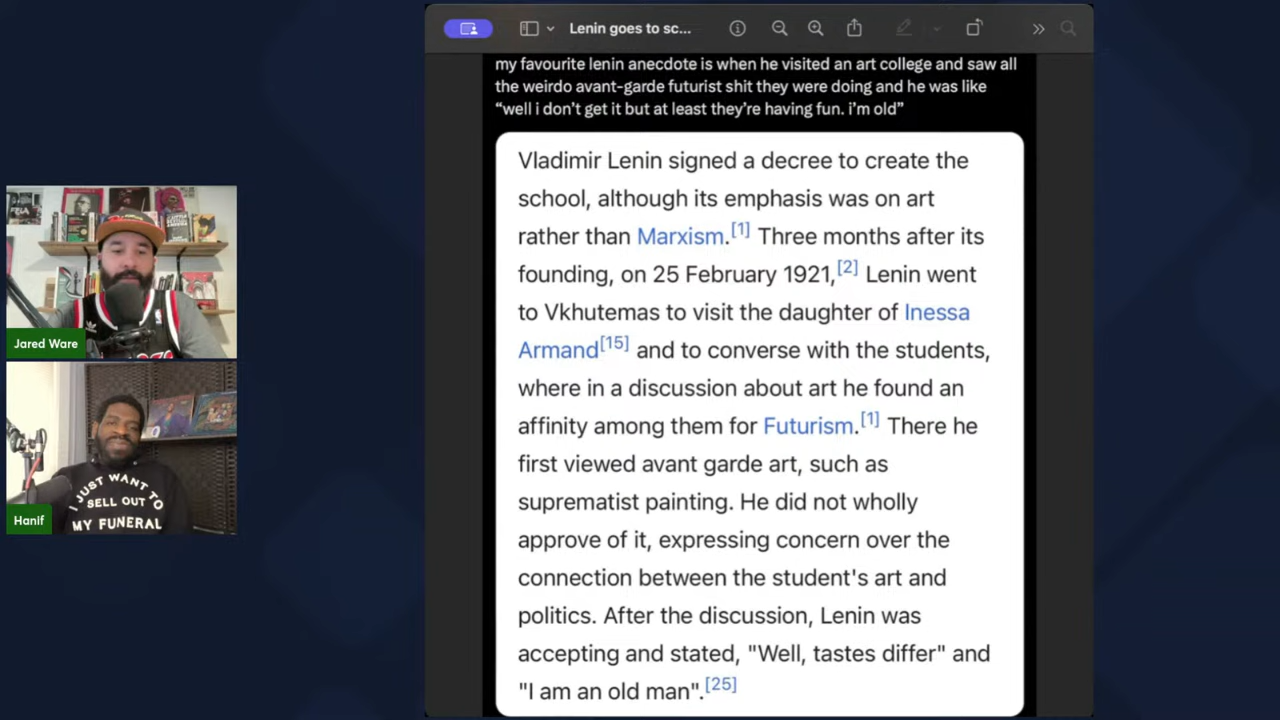 Lenin goes to sc...
my favourite lenin anecdote is when he visited an art college and saw all
the weirdo avant-garde futurist shit they were doing and he was like
“well i don’t get it but at least they’re having fun. i’m old”
Vladimir Lenin signed a decree to create the
school, although its emphasis was on art
rather than Marxism.[1] Three months after its
founding, on 25 February 1921,[2] Lenin went
to Vkhutemas to visit the daughter of Inessa
Armand[15] and to converse with the students,
where in a discussion about art he found an
affinity among them for Futurism.[1] There he
first viewed avant garde art, such as
suprematist painting. He did not wholly
approve of it, expressing concern over the
connection between the student's art and
politics. After the discussion, Lenin was
accepting and stated, "Well, tastes differ" and
"I am an old man".[25]
Jared Ware
I JUST WANT TO
SELL OUT
MY FUNERAL
Hanif